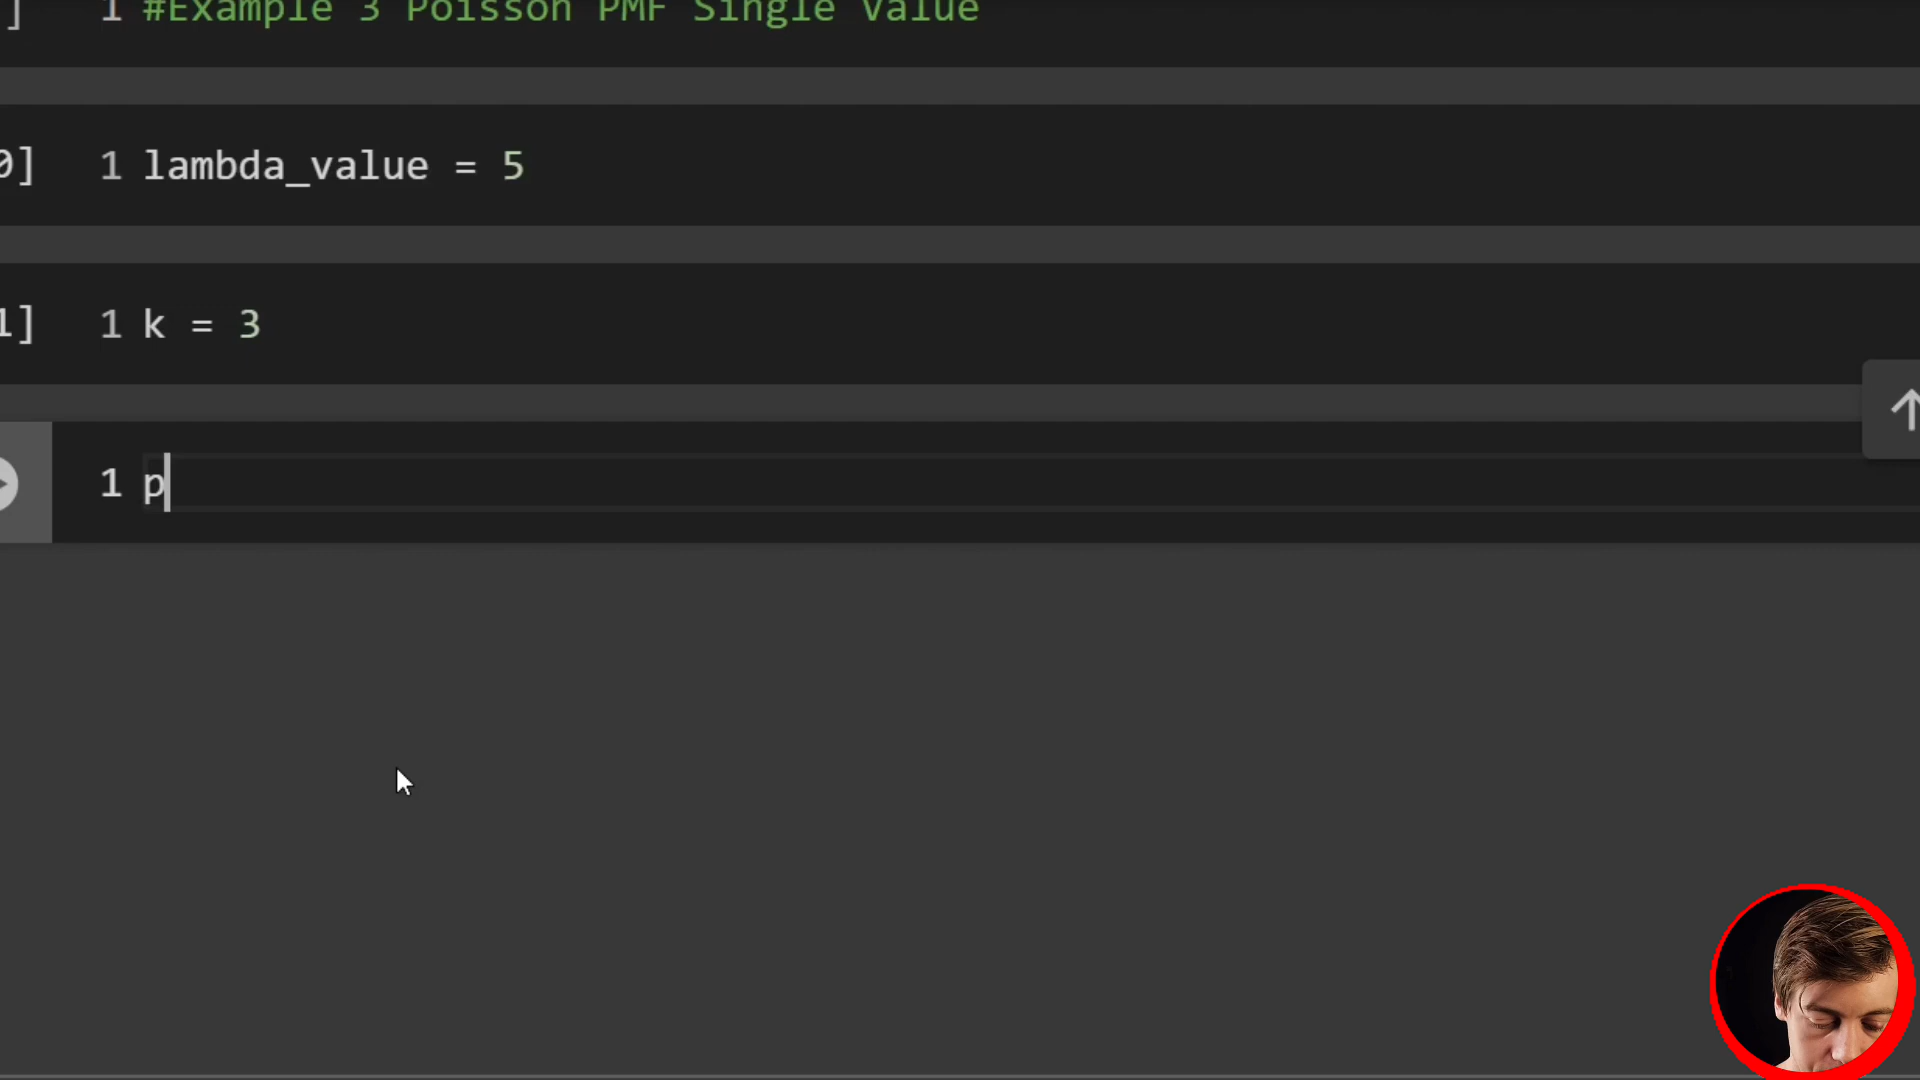 ] 1 #Example 3 Poisson PMF Single Value
0] 1 lambda_value = 5
1] 1 k = 3
1 p